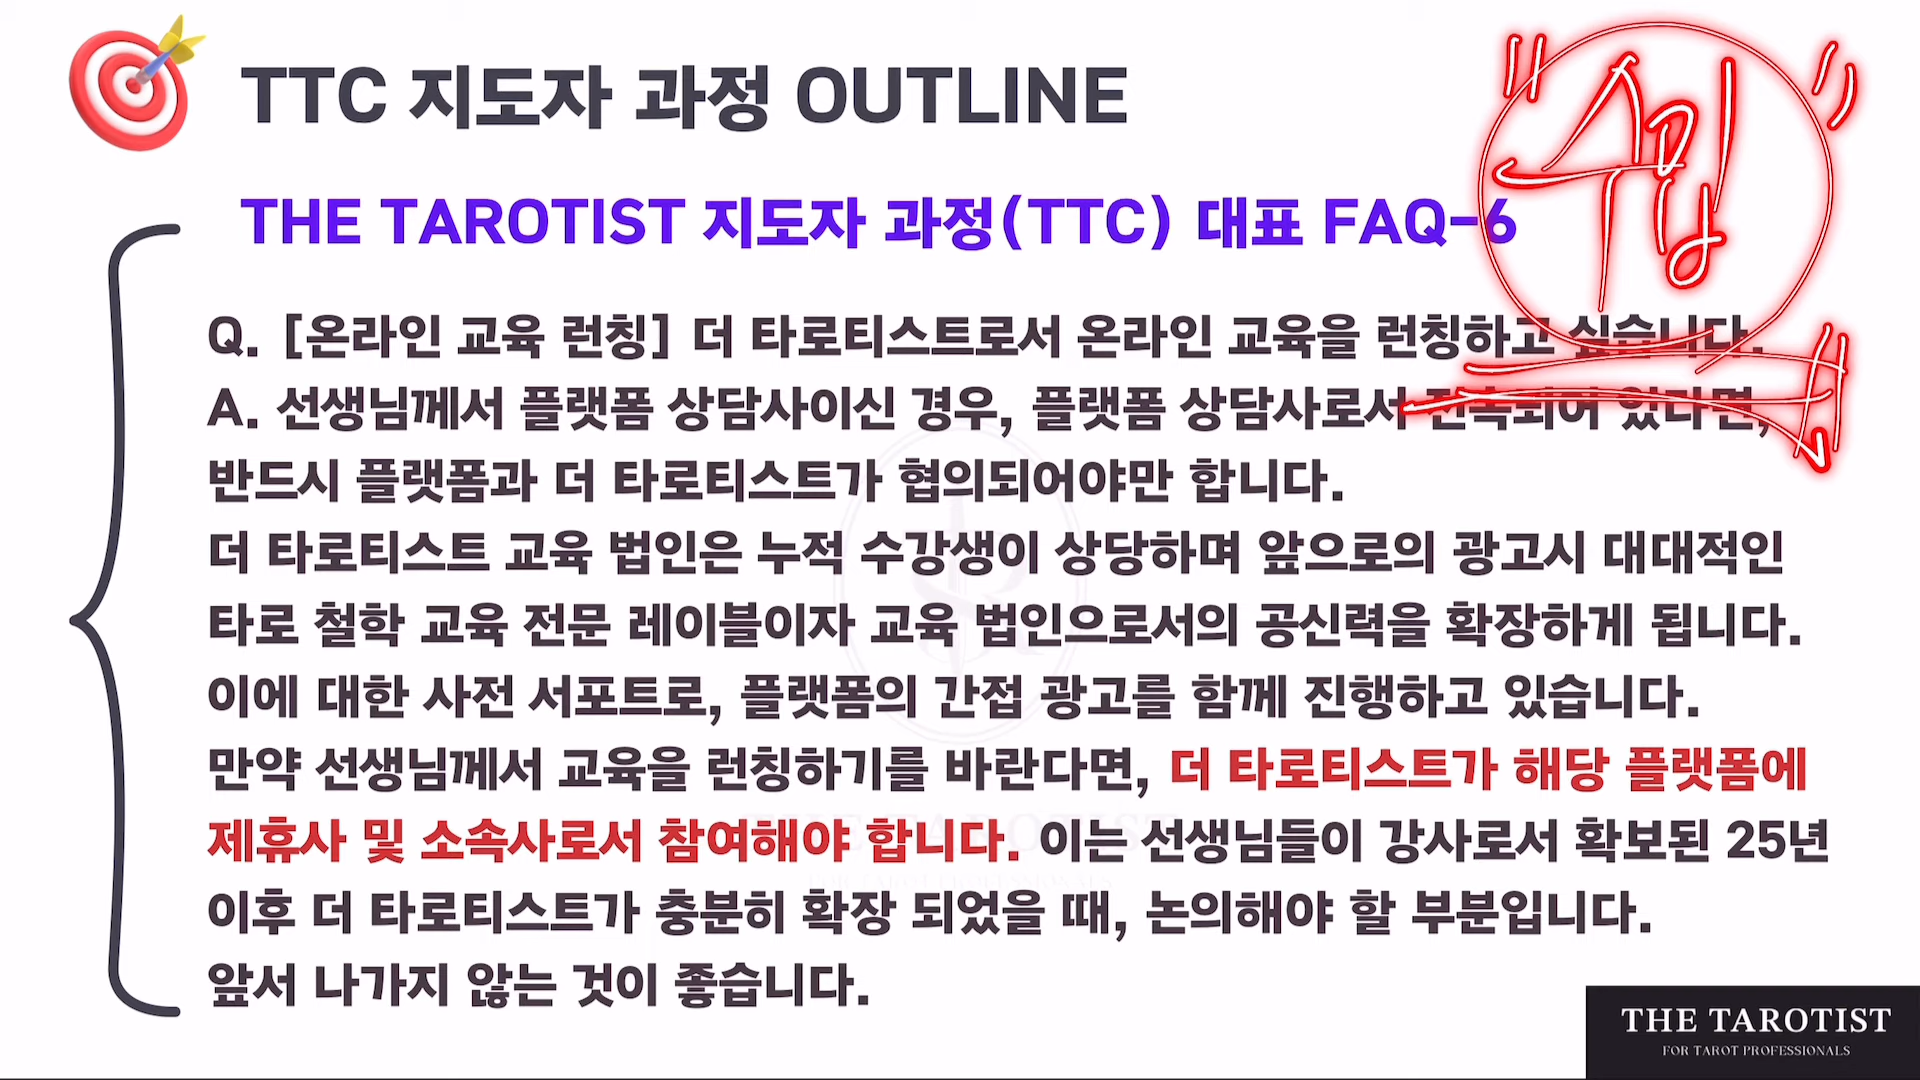 TTC 지도자 과정 OUTLINE
"수입"
THE TAROTIST 지도자 과정(TTC) 대표 FAQ-6
Q. [온라인 교육 런칭] 더 타로티스트로서 온라인 교육을 런칭하고 싶습니다.
A. 선생님께서 플랫폼 상담사이신 경우, 플랫폼 상담사로서 전속되어 있다면,
반드시 플랫폼과 더 타로티스트가 협의되어야만 합니다.
더 타로티스트 교육 법인은 누적 수강생이 상당하며 앞으로의 광고시 대대적인
타로 철학 교육 전문 레이블이자 교육 법인으로서의 공신력을 확장하게 됩니다.
이에 대한 사전 서포트로, 플랫폼의 간접 광고를 함께 진행하고 있습니다.
만약 선생님께서 교육을 런칭하기를 바란다면, 더 타로티스트가 해당 플랫폼에
제휴사 및 소속사로서 참여해야 합니다. 이는 선생님들이 강사로서 확보된 25년
이후 더 타로티스트가 충분히 확장 되었을 때, 논의해야 할 부분입니다.
앞서 나가지 않는 것이 좋습니다.
THE TAROTIST
FOR TAROT PROFESSIONALS